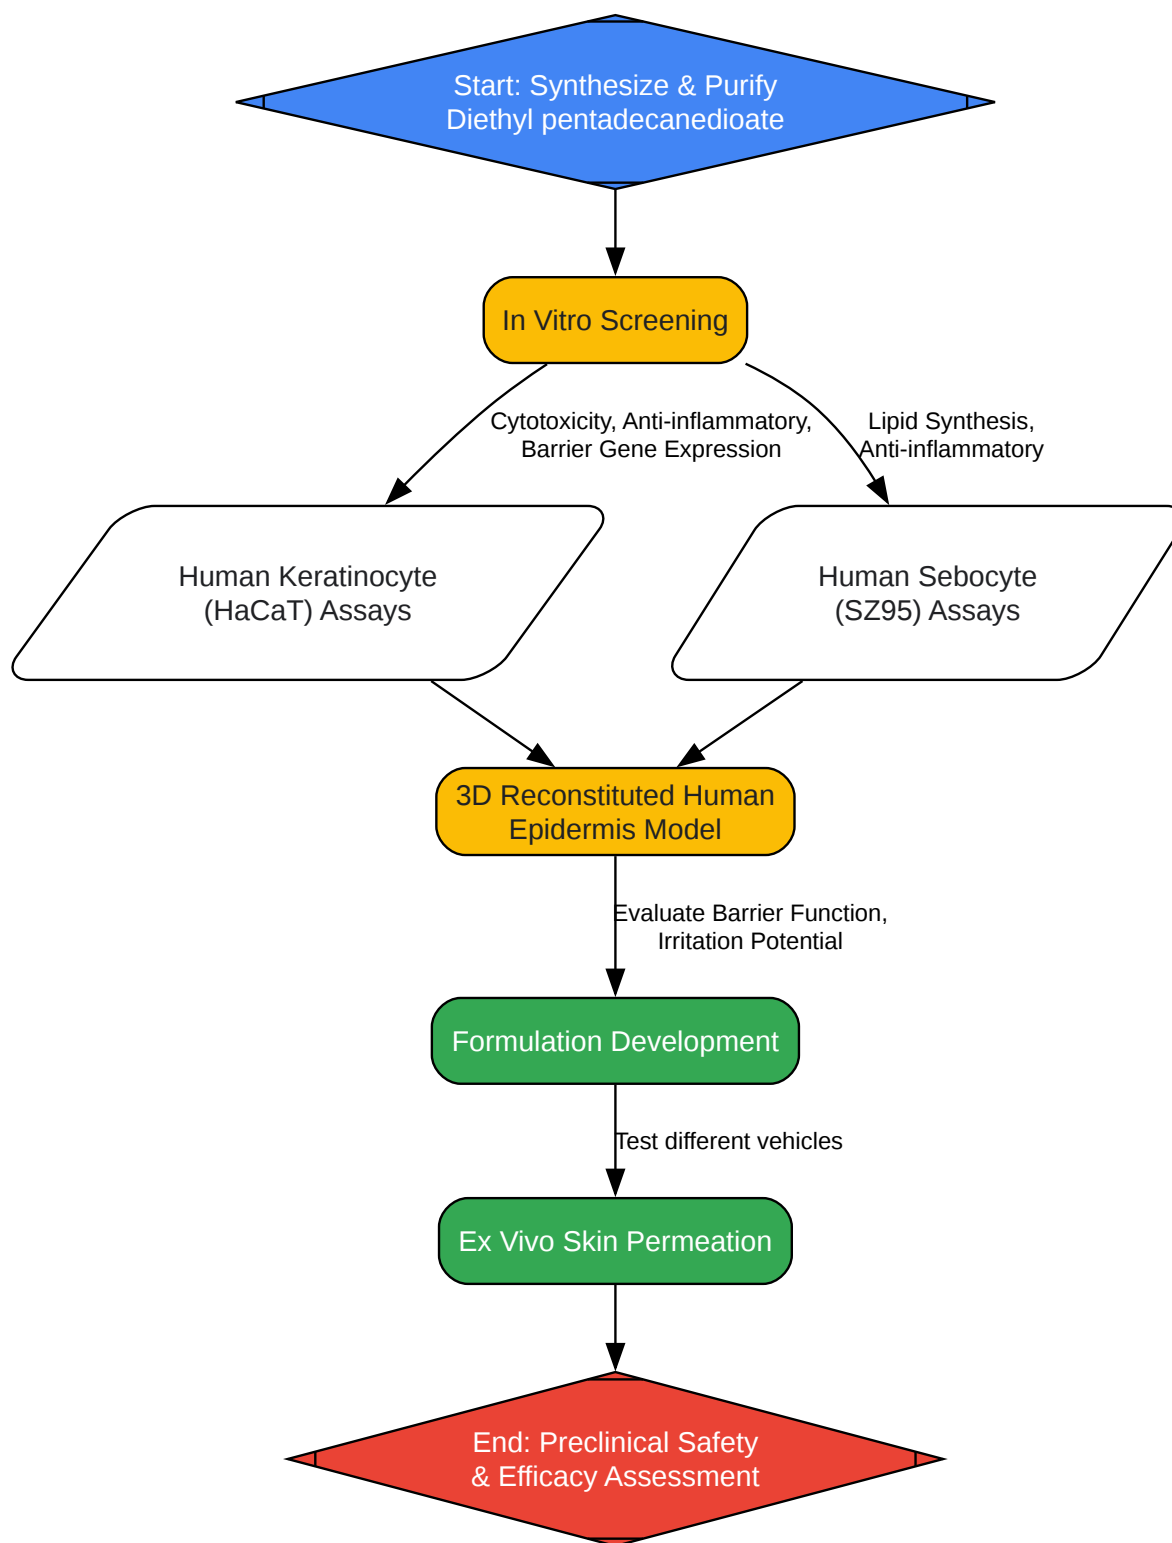 Start: Synthesize & Purify
Diethyl pentadecanedioate
In Vitro Screening
Cytotoxicity, Anti-inflammatory,
Barrier Gene Expression
Lipid Synthesis,
Anti-inflammatory
Human Keratinocyte
(HaCaT) Assays
Human Sebocyte
(SZ95) Assays
3D Reconstituted Human
Epidermis Model
Evaluate Barrier Function,
Irritation Potential
Formulation Development
Test different vehicles
Ex Vivo Skin Permeation
End: Preclinical Safety
& Efficacy Assessment